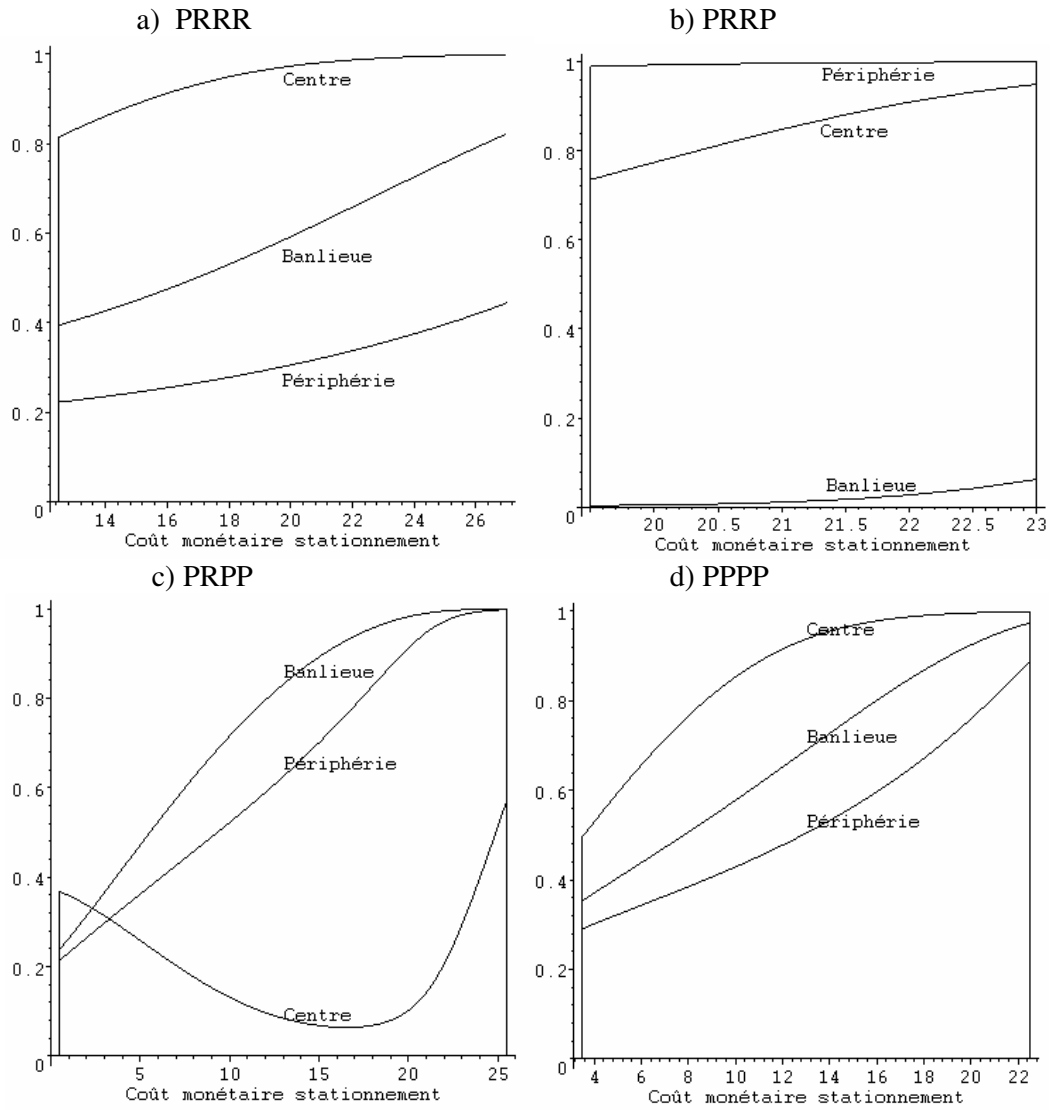 a) PRRR
1
Centre
0.8
0.6
Banlieue
0.4
Périphérie
0.2
0
14 16 18 20 22 24 26
Coût monétaire stationnement
b) PRRP
1
Périphérie
Centre
0.8
0.6
0.4
0.2
Banlieue
0
20 20.5 21 21.5 22 22.5 23
Coût monétaire stationnement
c) PRPP
1
Banlieue
0.8
Périphérie
0.6
0.4
0.2
Centre
0
5 10 15 20 25
Coût monétaire stationnement
d) PPPP
1
Centre
0.8
Banlieue
0.6
Périphérie
0.4
0.2
0
4 6 8 10 12 14 16 18 20 22
Coût monétaire stationnement